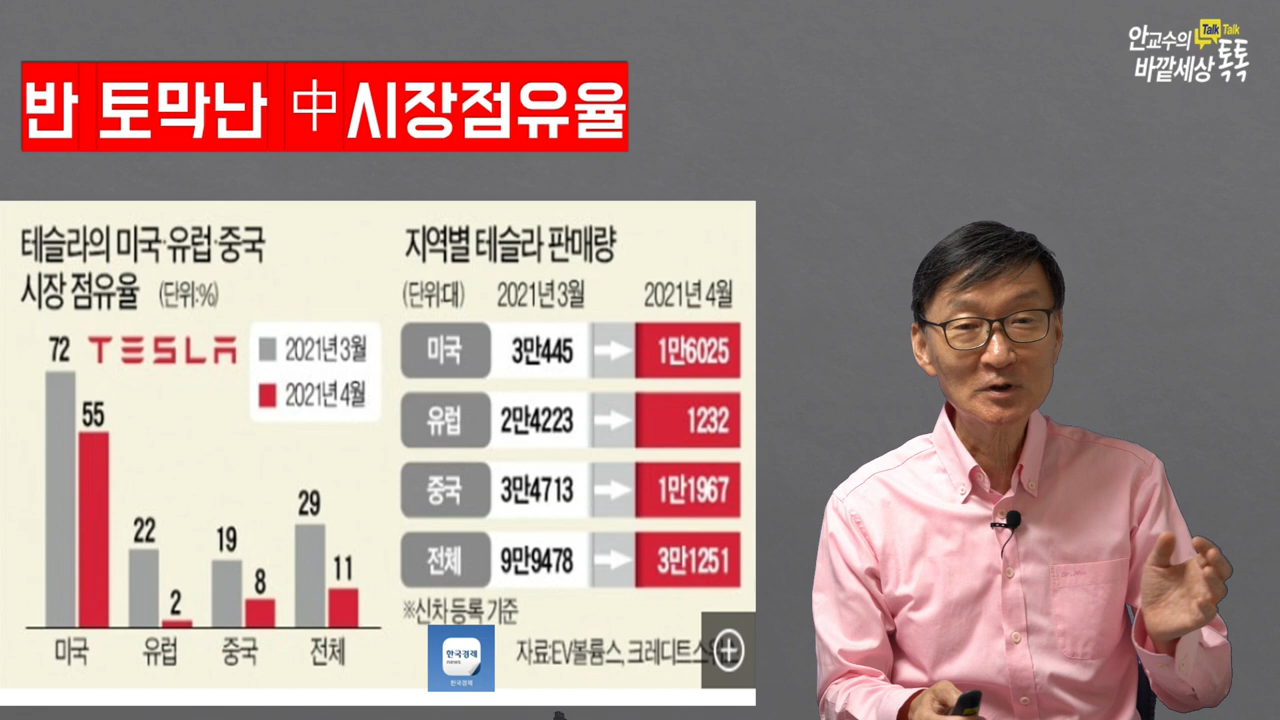 안교수의 Talk Talk
바깥세상 톡톡
반 토막난 中시장점유율
테슬라의 미국·유럽·중국
시장 점유율 (단위:%)
TESLA
2021년 3월
2021년 4월
72
55
22
2
19
8
29
11
미국 유럽 중국 전체
지역별 테슬라 판매량
(단위:대) 2021년 3월 2021년 4월
미국 3만445 1만6025
유럽 2만4223 1232
중국 3만4713 1만1967
전체 9만9478 3만1251
※신차 등록 기준
자료:EV볼륨스, 크레디트스위스
한국경제
news
한국경제